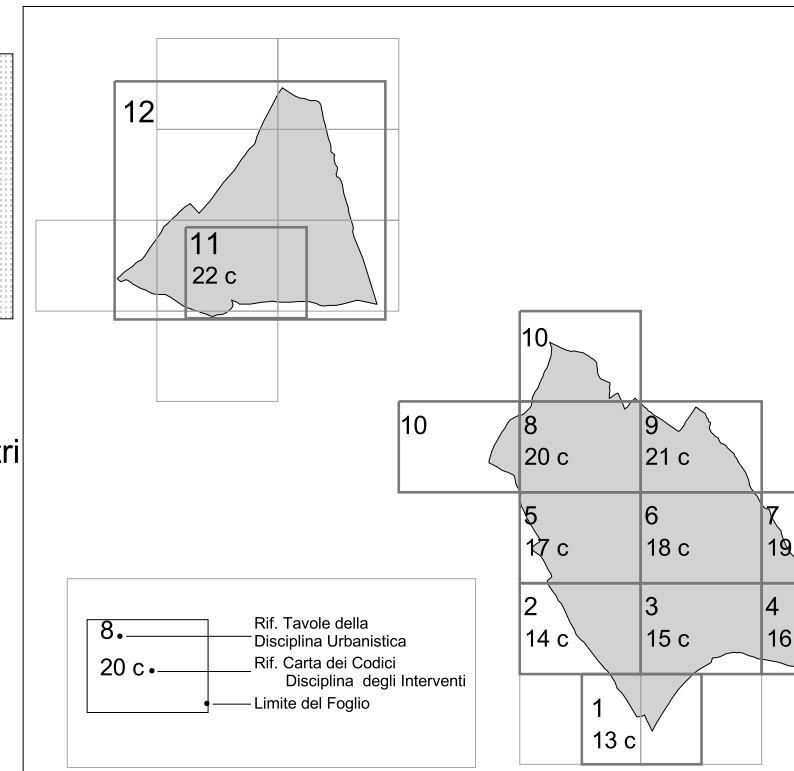 12
11
22 c
tri
10
10
8
20 c
9
21 c
5
17 c
6
18 c
7
19
2
14 c
3
15 c
4
16
1
13 c
8
20 c
Rif. Tavole della
Disciplina Urbanistica
Rif. Carta dei Codici
Disciplina degli Interventi
Limite del Foglio